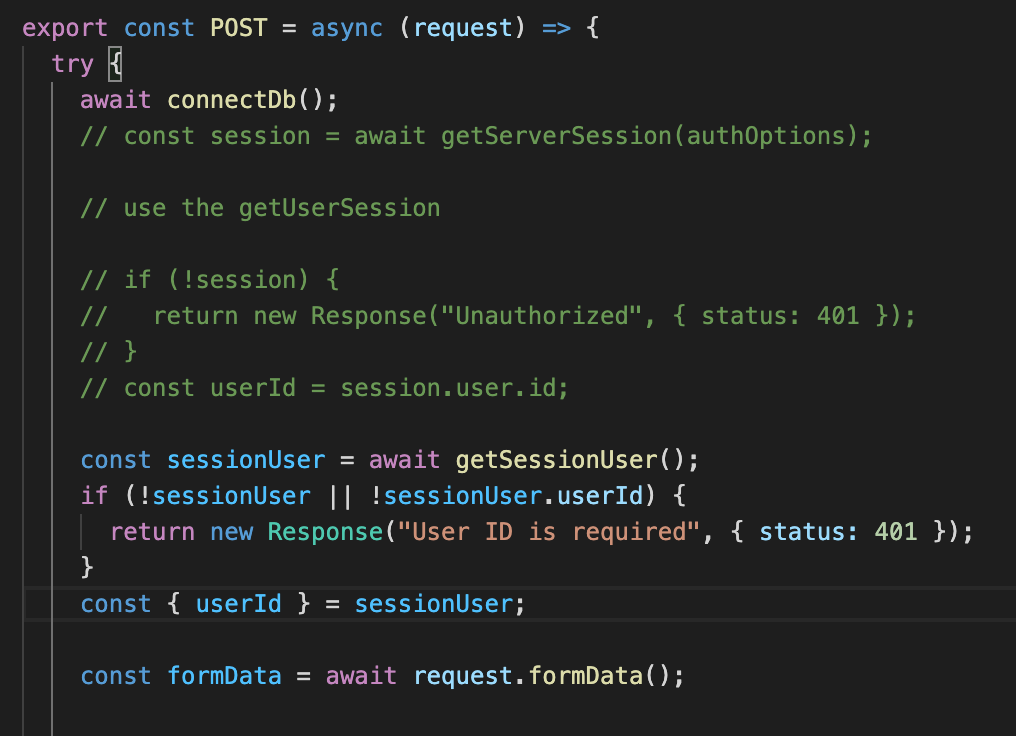 export const POST = async (request) => {
  try {
    await connectDb();
    // const session = await getServerSession(authOptions);

    // use the getUserSession

    // if (!session) {
    //   return new Response("Unauthorized", { status: 401 });
    // }
    // const userId = session.user.id;

    const sessionUser = await getSessionUser();
    if (!sessionUser || !sessionUser.userId) {
      return new Response("User ID is required", { status: 401 });
    }
    const { userId } = sessionUser;

    const formData = await request.formData();